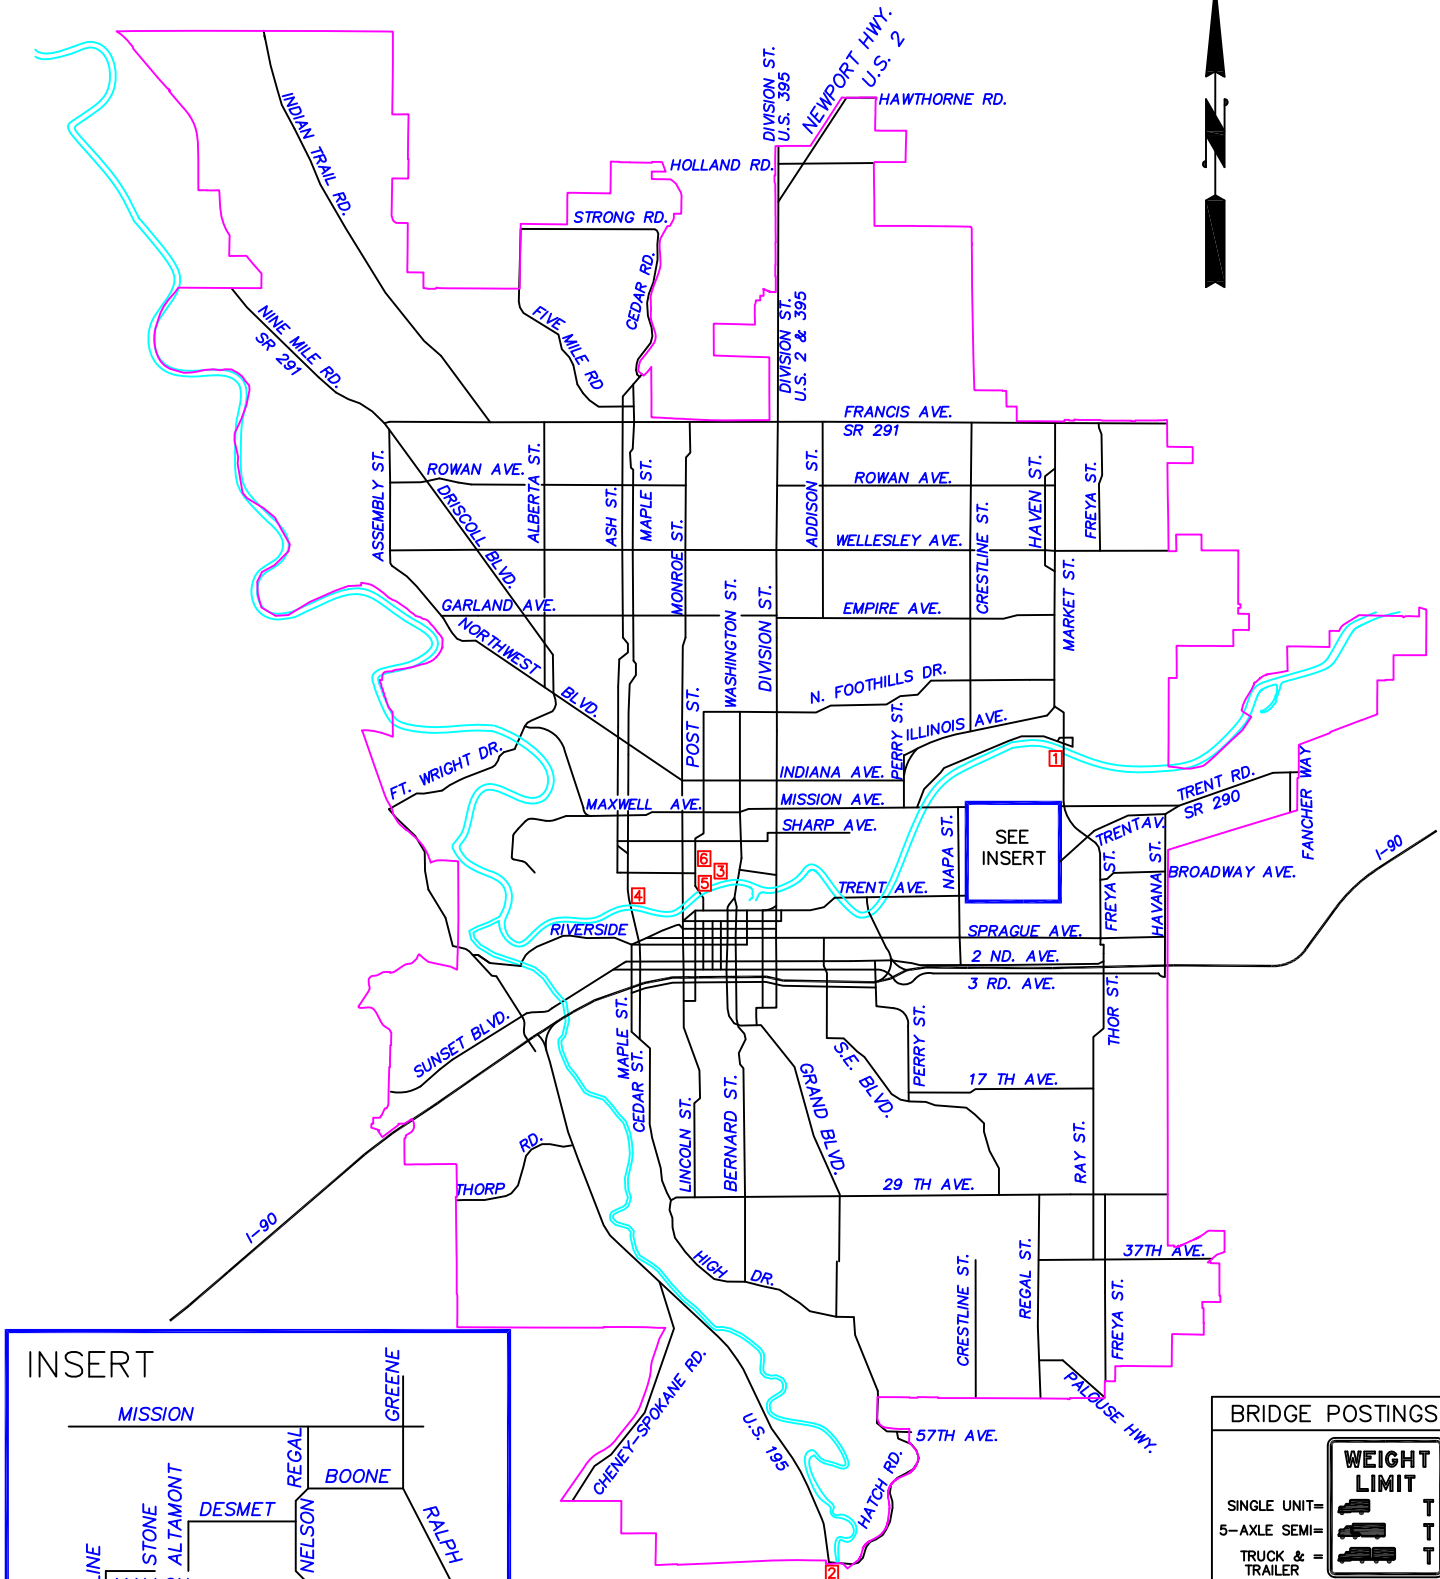 DIVISION ST.
U.S. 395
NEWPORT HWY.
U.S. 2
HAWTHORNE RD.
N
INDIAN TRAIL RD.
HOLLAND RD.
STRONG RD.
CEDAR RD.
FIVE MILE RD
NINE MILE RD.
SR 291
DIVISION ST.
U.S. 2 & 395
FRANCIS AVE.
SR 291
ASSEMBLY ST.
ROWAN AVE.
DRISCOLL BLVD.
ALBERTA ST.
ASH ST.
MAPLE ST.
MONROE ST.
ADDISON ST.
ROWAN AVE.
CRESTLINE ST.
HAVEN ST.
FREYA ST.
WELLESLEY AVE.
GARLAND AVE.
NORTHWEST
BLVD.
WASHINGTON ST.
DIVISION ST.
EMPIRE AVE.
MARKET ST.
POST ST.
N. FOOTHILLS DR.
PERRY ST.
ILLINOIS AVE.
FT. WRIGHT DR.
INDIANA AVE.
1
MAXWELL AVE.
MISSION AVE.
SHARP AVE.
TRENT RD.
SR 290
FANCHER WAY
NAPA ST.
SEE
INSERT
TRENT AV.
FREYA ST.
HAVANA ST.
BROADWAY AVE.
I-90
6
3
5
4
TRENT AVE.
RIVERSIDE
SPRAGUE AVE.
2 ND. AVE.
3 RD. AVE.
SUNSET BLVD.
MAPLE ST.
CEDAR ST.
LINCOLN ST.
BERNARD ST.
GRAND BLVD.
S.E. BLVD.
PERRY ST.
17 TH AVE.
THOR ST.
RAY ST.
THORP
RD.
29 TH AVE.
I-90
HIGH
DR.
CRESTLINE ST.
REGAL ST.
37TH AVE.
FREYA ST.
PALOUSE HWY.
CHENEY-SPOKANE RD.
U.S. 195
57TH AVE.
HATCH RD.
2
INSERT
MISSION
GREENE
REGAL
BOONE
STONE
ALTAMONT
DESMET
NELSON
RALPH
BRIDGE POSTINGS
WEIGHT
LIMIT
SINGLE UNIT= T
5-AXLE SEMI= T
TRUCK & = T
TRAILER